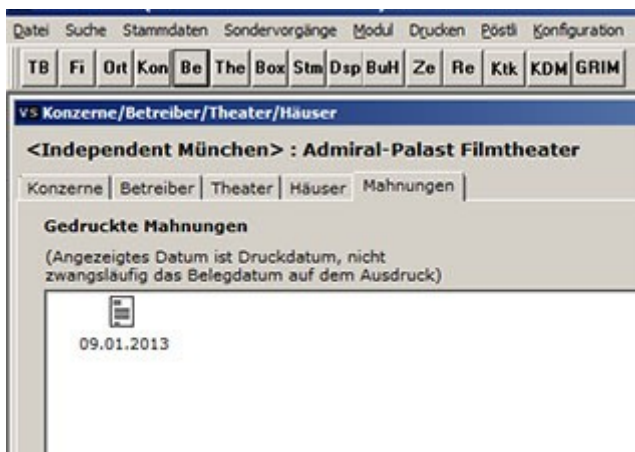 Datei Suche Stammdaten Sondervorgänge Modul Drucken Pöstli Konfiguration
TB Fi Ort Kon Be The Box Stm Dsp BuH Ze Re Ktk KDM GRIM
VS Konzerne/Betreiber/Theater/Häuser
<Independent München> : Admiral-Palast Filmtheater
Konzerne Betreiber Theater Häuser Mahnungen
Gedruckte Mahnungen
(Angezeigtes Datum ist Druckdatum, nicht
zwangsläufig das Belegdatum auf dem Ausdruck)
09.01.2013